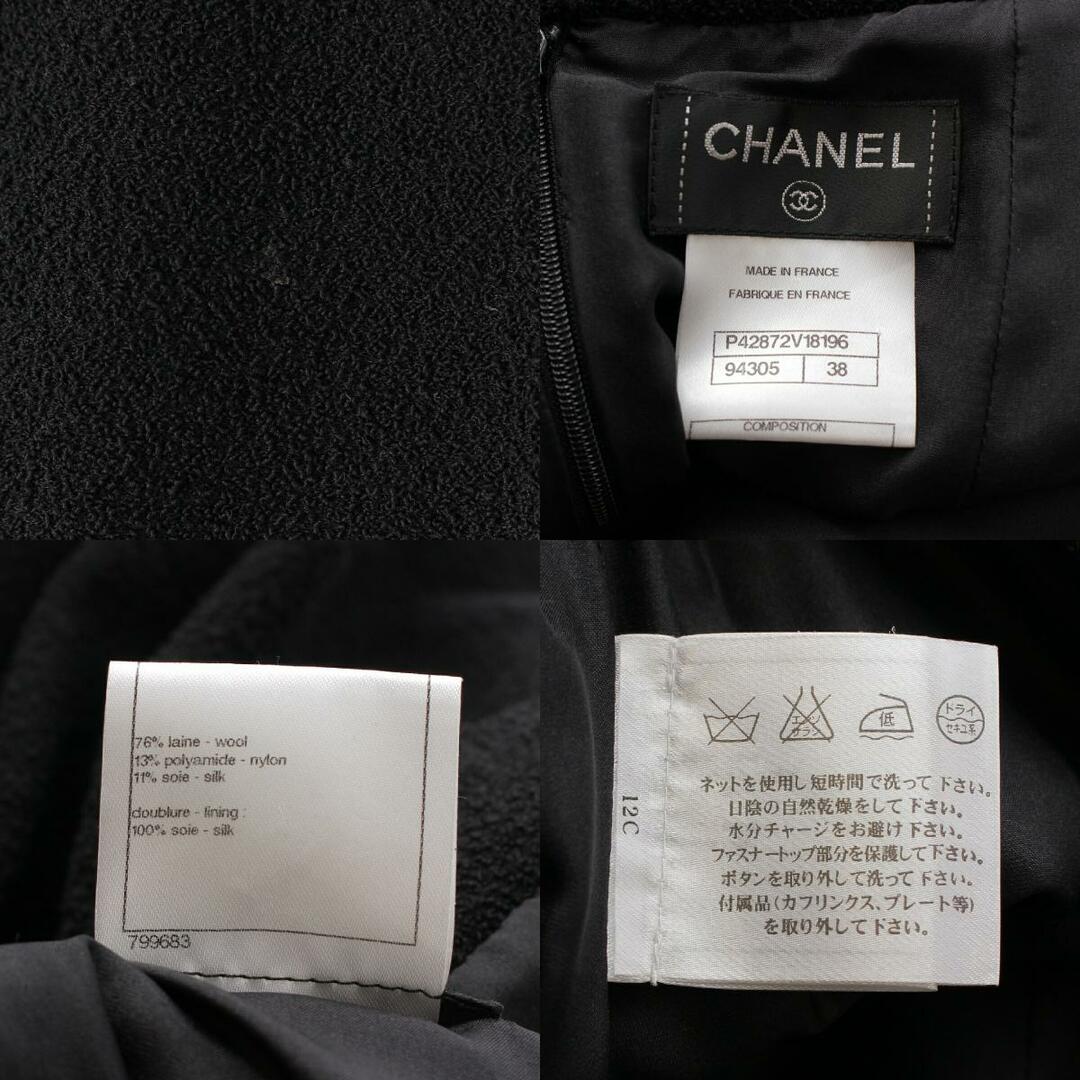 CHANEL
MADE IN FRANCE
FABRIQUE EN FRANCE
P42872V18196
94305 38
COMPOSITION
76% laine - wool
13% polyamide - nylon
11% soie - silk
doublure - lining :
100% soie - silk
799683
エンソ
サラシ
低
ドライ
セキユ系
ネットを使用し短時間で洗って下さい。
日陰の自然乾燥をして下さい。
水分チャージをお避け下さい。
ファスナートップ部分を保護して下さい。
ボタンを取り外して洗って下さい。
付属品(カフリンクス、プレート等)
を取り外して下さい。
12C